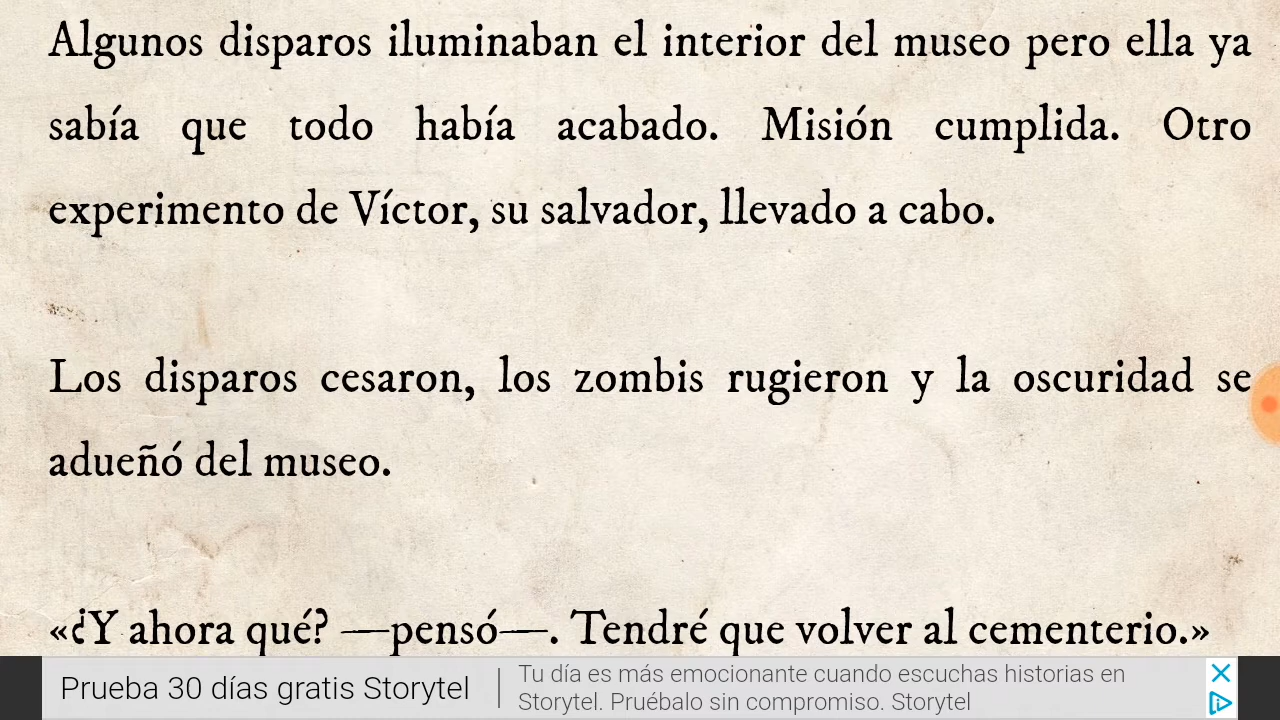 Algunos disparos iluminaban el interior del museo pero ella ya
sabía que todo había acabado. Misión cumplida. Otro
experimento de Víctor, su salvador, llevado a cabo.
Los disparos cesaron, los zombis rugieron y la oscuridad se
adueñó del museo.
«¿Y ahora qué? —pensó—. Tendré que volver al cementerio.»
Prueba 30 días gratis Storytel
Tu día es más emocionante cuando escuchas historias en
Storytel. Pruébalo sin compromiso. Storytel